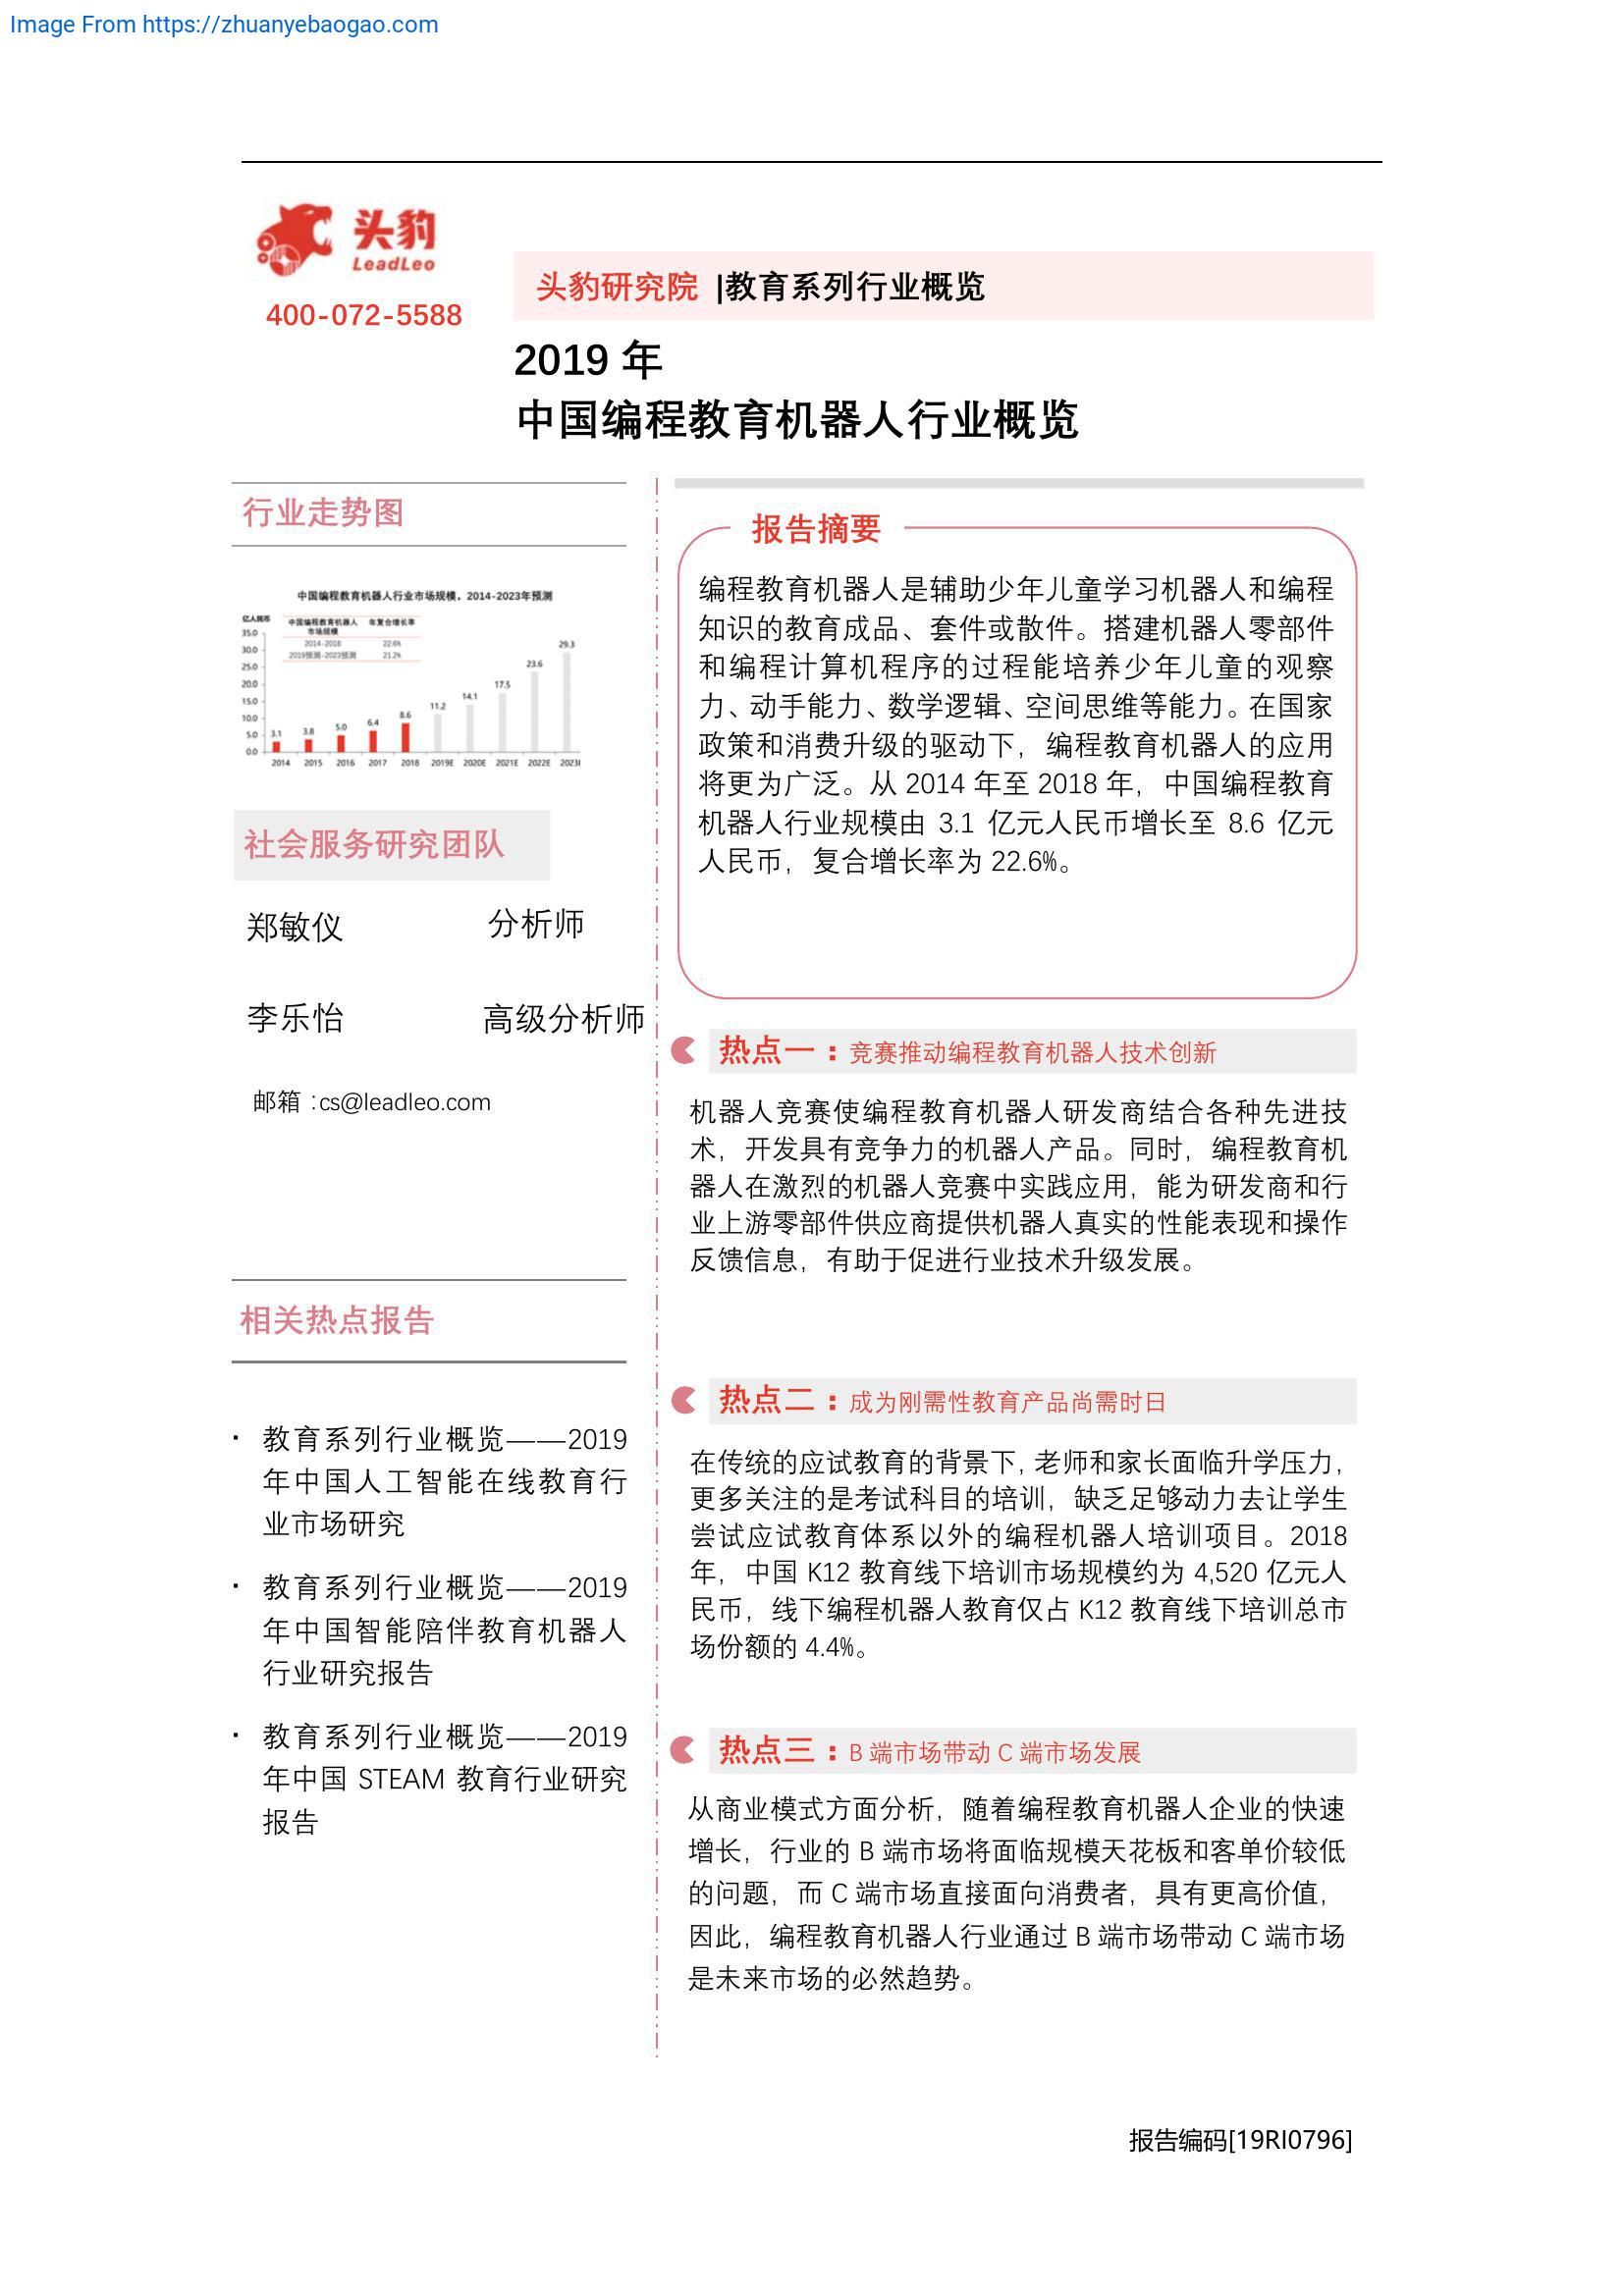 Image From https://zhuanyebaogao.com
头豹
LeadLeo
400-072-5588
头豹研究院 |教育系列行业概览
2019 年
中国编程教育机器人行业概览
行业走势图
中国编程教育机器人行业市场规模，2014-2023年预测
亿人民币
中国编程教育机器人 年复合增长率
市场规模
2014-2018 22.6%
2019预测-2023预测 21.2%
35.0
30.0
25.0
20.0
15.0
10.0
5.0
0.0
3.1 3.8 5.0 6.4 8.6 11.2 14.1 17.5 23.6 29.3
2014 2015 2016 2017 2018 2019E 2020E 2021E 2022E 2023
社会服务研究团队
郑敏仪 分析师
李乐怡 高级分析师
邮箱：cs@leadleo.com
相关热点报告
· 教育系列行业概览——2019
年中国人工智能在线教育行
业市场研究
· 教育系列行业概览——2019
年中国智能陪伴教育机器人
行业研究报告
· 教育系列行业概览——2019
年中国 STEAM 教育行业研究
报告
报告摘要
编程教育机器人是辅助少年儿童学习机器人和编程
知识的教育成品、套件或散件。搭建机器人零部件
和编程计算机程序的过程能培养少年儿童的观察
力、动手能力、数学逻辑、空间思维等能力。在国家
政策和消费升级的驱动下，编程教育机器人的应用
将更为广泛。从 2014 年至 2018 年，中国编程教育
机器人行业规模由 3.1 亿元人民币增长至 8.6 亿元
人民币，复合增长率为 22.6%。
热点一：竞赛推动编程教育机器人技术创新
机器人竞赛使编程教育机器人研发商结合各种先进技
术，开发具有竞争力的机器人产品。同时，编程教育机
器人在激烈的机器人竞赛中实践应用，能为研发商和行
业上游零部件供应商提供机器人真实的性能表现和操作
反馈信息，有助于促进行业技术升级发展。
热点二：成为刚需性教育产品尚需时日
在传统的应试教育的背景下，老师和家长面临升学压力，
更多关注的是考试科目的培训，缺乏足够动力去让学生
尝试应试教育体系以外的编程机器人培训项目。2018
年，中国 K12 教育线下培训市场规模约为 4,520 亿元人
民币，线下编程机器人教育仅占 K12 教育线下培训总市
场份额的 4.4%。
热点三：B 端市场带动 C 端市场发展
从商业模式方面分析，随着编程教育机器人企业的快速
增长，行业的 B 端市场将面临规模天花板和客单价较低
的问题，而 C 端市场直接面向消费者，具有更高价值，
因此，编程教育机器人行业通过 B 端市场带动 C 端市场
是未来市场的必然趋势。
报告编码[19RI0796]